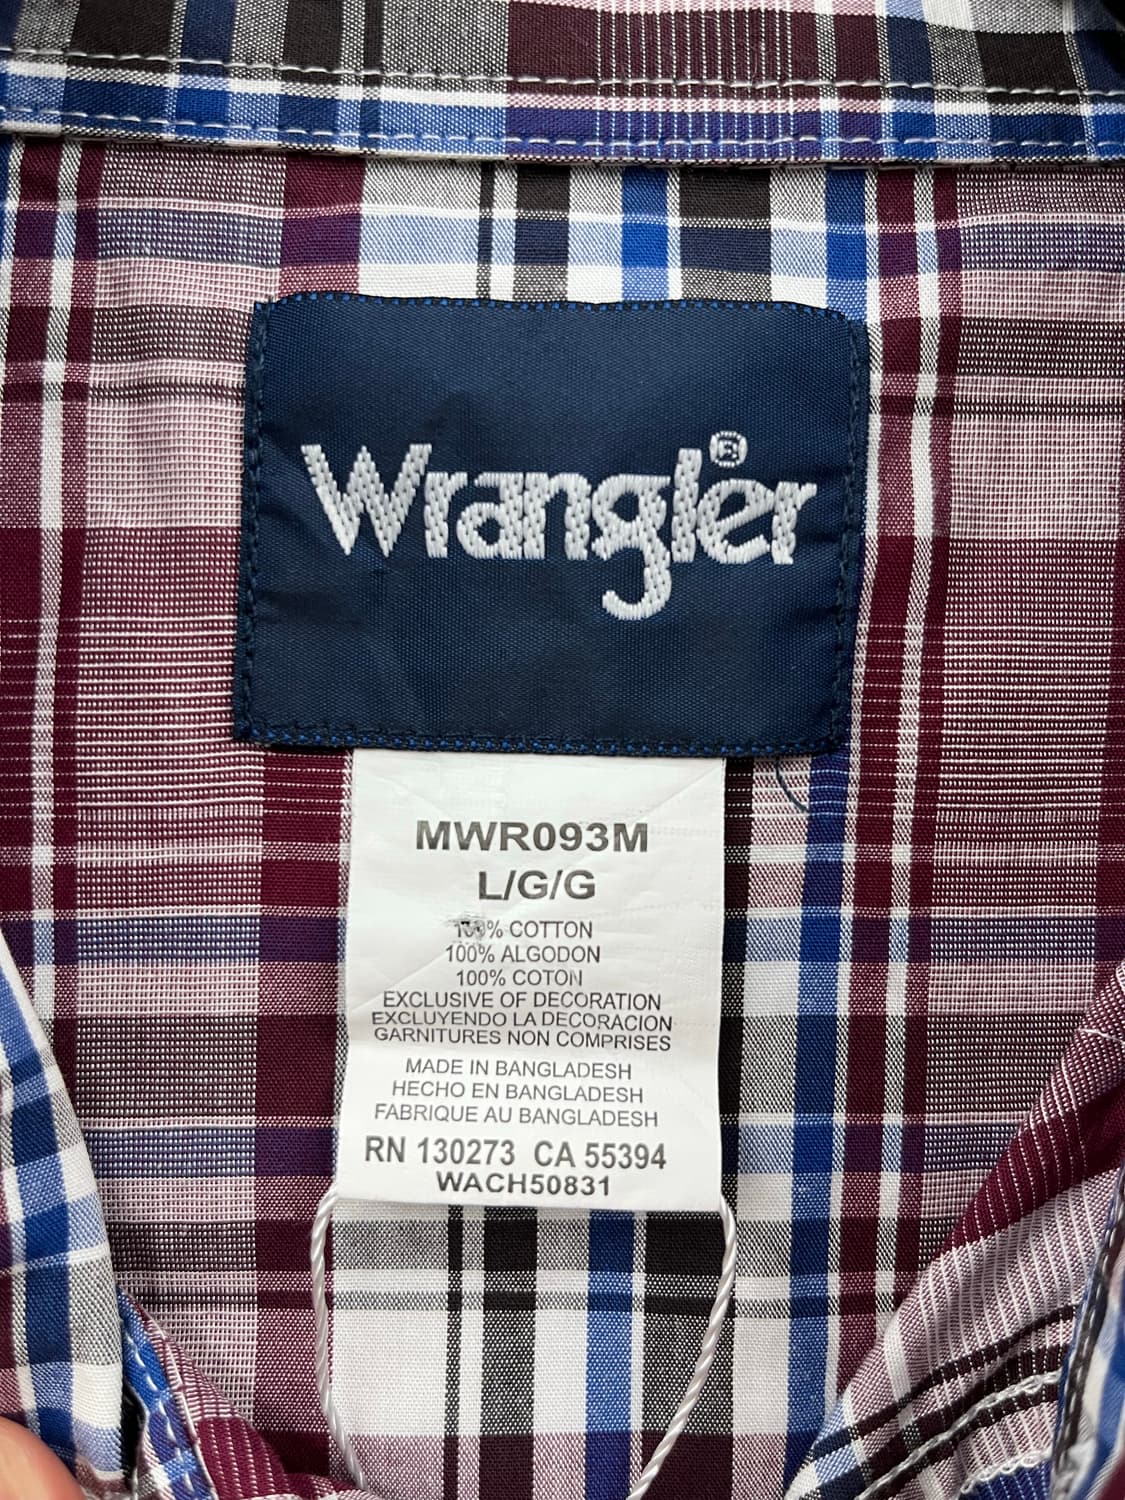 Wrangler®
MWR093M
L/G/G
100% COTTON
100% ALGODON
100% COTON
EXCLUSIVE OF DECORATION
EXCLUYENDO LA DECORACION
GARNITURES NON COMPRISES
MADE IN BANGLADESH
HECHO EN BANGLADESH
FABRIQUE AU BANGLADESH
RN 130273 CA 55394
WACH50831